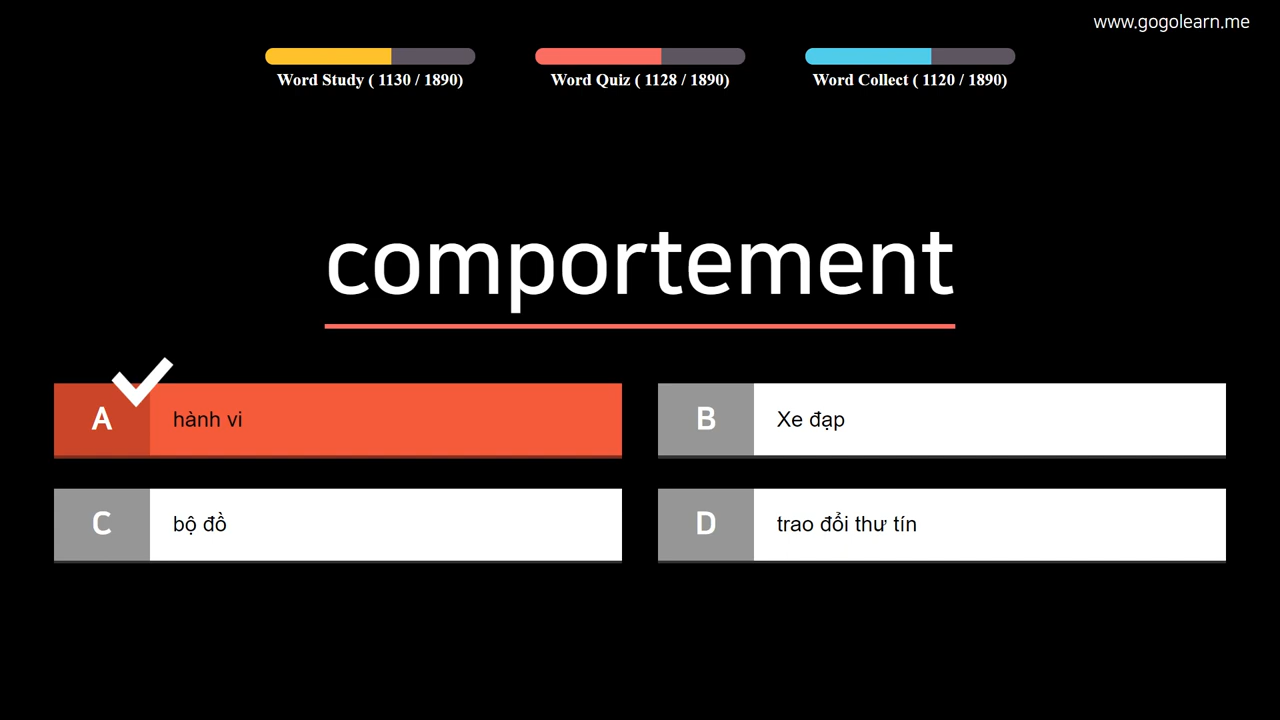 www.gogolearn.me
Word Study ( 1130 / 1890)
Word Quiz ( 1128 / 1890)
Word Collect ( 1120 / 1890)
comportement
A hành vi
B Xe đạp
C bộ đồ
D trao đổi thư tín